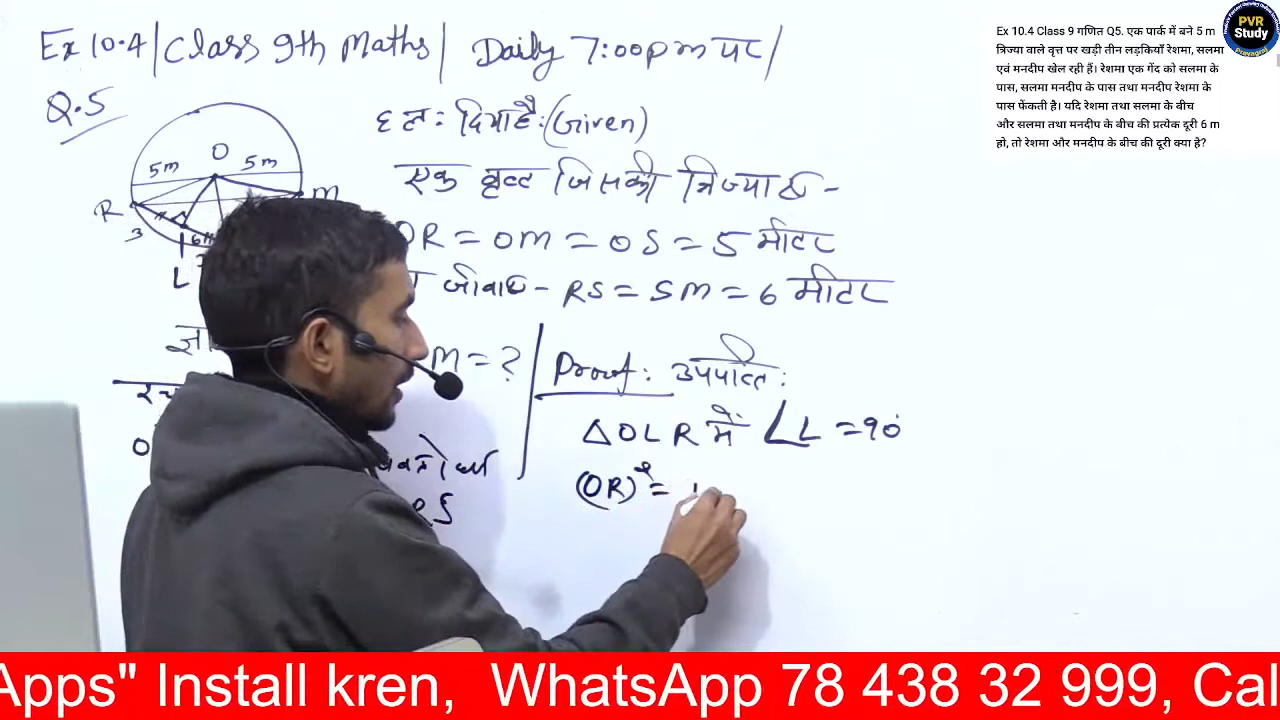 Ex 10.4 | Class 9th Maths | Daily 7:00pm पर /
Q.5
हल: दिया है: (Given)
एक वृत्त जिसकी त्रिज्याएं -
OR = OM = OS = 5 मीटर
जीवाएं - RS = SM = 6 मीटर
O
5m 5m
R
M
3
6m
L
M = ?
RS
Proof: उपपत्ति:
△OLR में ∠L = 90°
(OR)² =
Ex 10.4 Class 9 गणित Q5. एक पार्क में बने 5 m
त्रिज्या वाले वृत्त पर खड़ी तीन लड़कियाँ रेशमा, सलमा
एवं मनदीप खेल रही हैं। रेशमा एक गेंद को सलमा के
पास, सलमा मनदीप के पास तथा मनदीप रेशमा के
पास फेंकती है। यदि रेशमा तथा सलमा के बीच
और सलमा तथा मनदीप के बीच की प्रत्येक दूरी 6 m
हो, तो रेशमा और मनदीप के बीच की दूरी क्या है?
PVR
Study
Apps" Install kren, WhatsApp 78 438 32 999, Cal